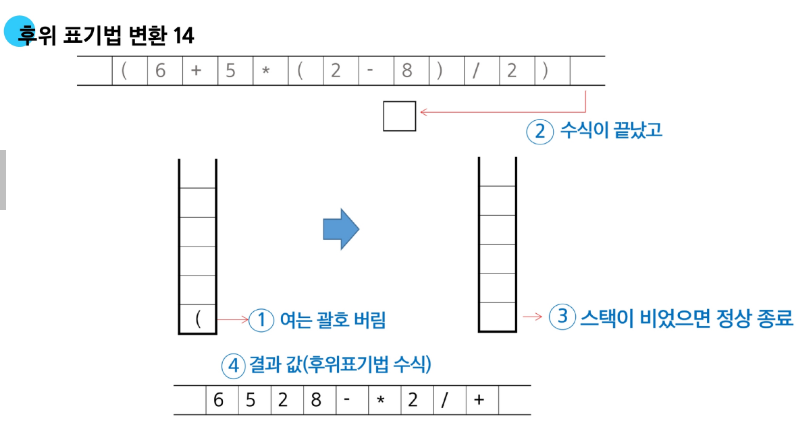 후위 표기법 변환 14
( 6 + 5 * ( 2 - 8 ) / 2 )
② 수식이 끝났고
( ① 여는 괄호 버림
③ 스택이 비었으면 정상 종료
④ 결과 값(후위표기법 수식)
6 5 2 8 - * 2 / +